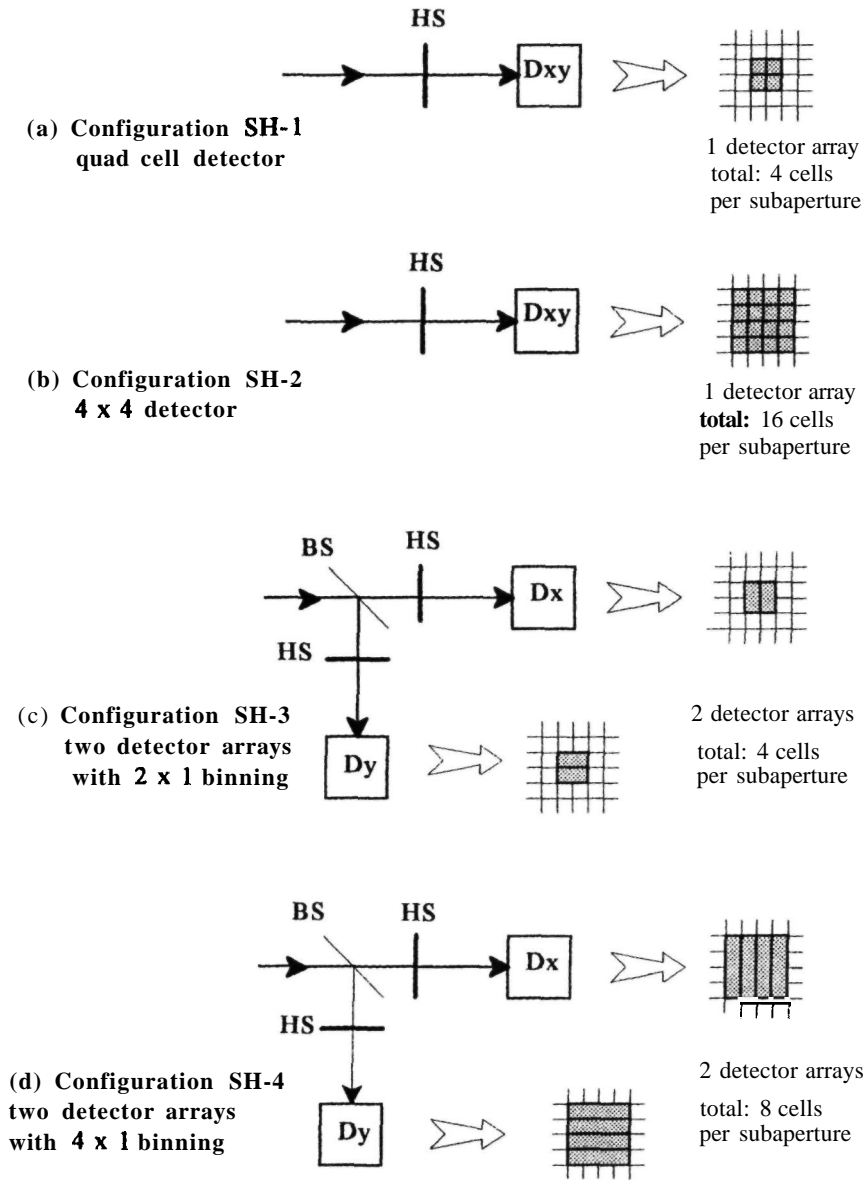 HS
Dxy
(a) Configuration SH-1
quad cell detector
1 detector array
total: 4 cells
per subaperture
HS
Dxy
(b) Configuration SH-2
4 x 4 detector
1 detector array
total: 16 cells
per subaperture
BS
HS
Dx
HS
(c) Configuration SH-3
two detector arrays
with 2 x 1 binning
Dy
2 detector arrays
total: 4 cells
per subaperture
BS
HS
Dx
HS
(d) Configuration SH-4
two detector arrays
with 4 x 1 binning
Dy
2 detector arrays
total: 8 cells
per subaperture